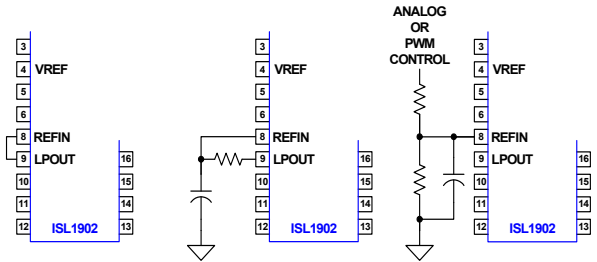 ANALOG
OR
PWM
CONTROL
3
4 VREF
5
6
8 REFIN
9 LPOUT 16
10 15
11 14
12 ISL1902 13
3
4 VREF
5
6
8 REFIN
9 LPOUT 16
10 15
11 14
12 ISL1902 13
3
4 VREF
5
6
8 REFIN
9 LPOUT 16
10 15
11 14
12 ISL1902 13